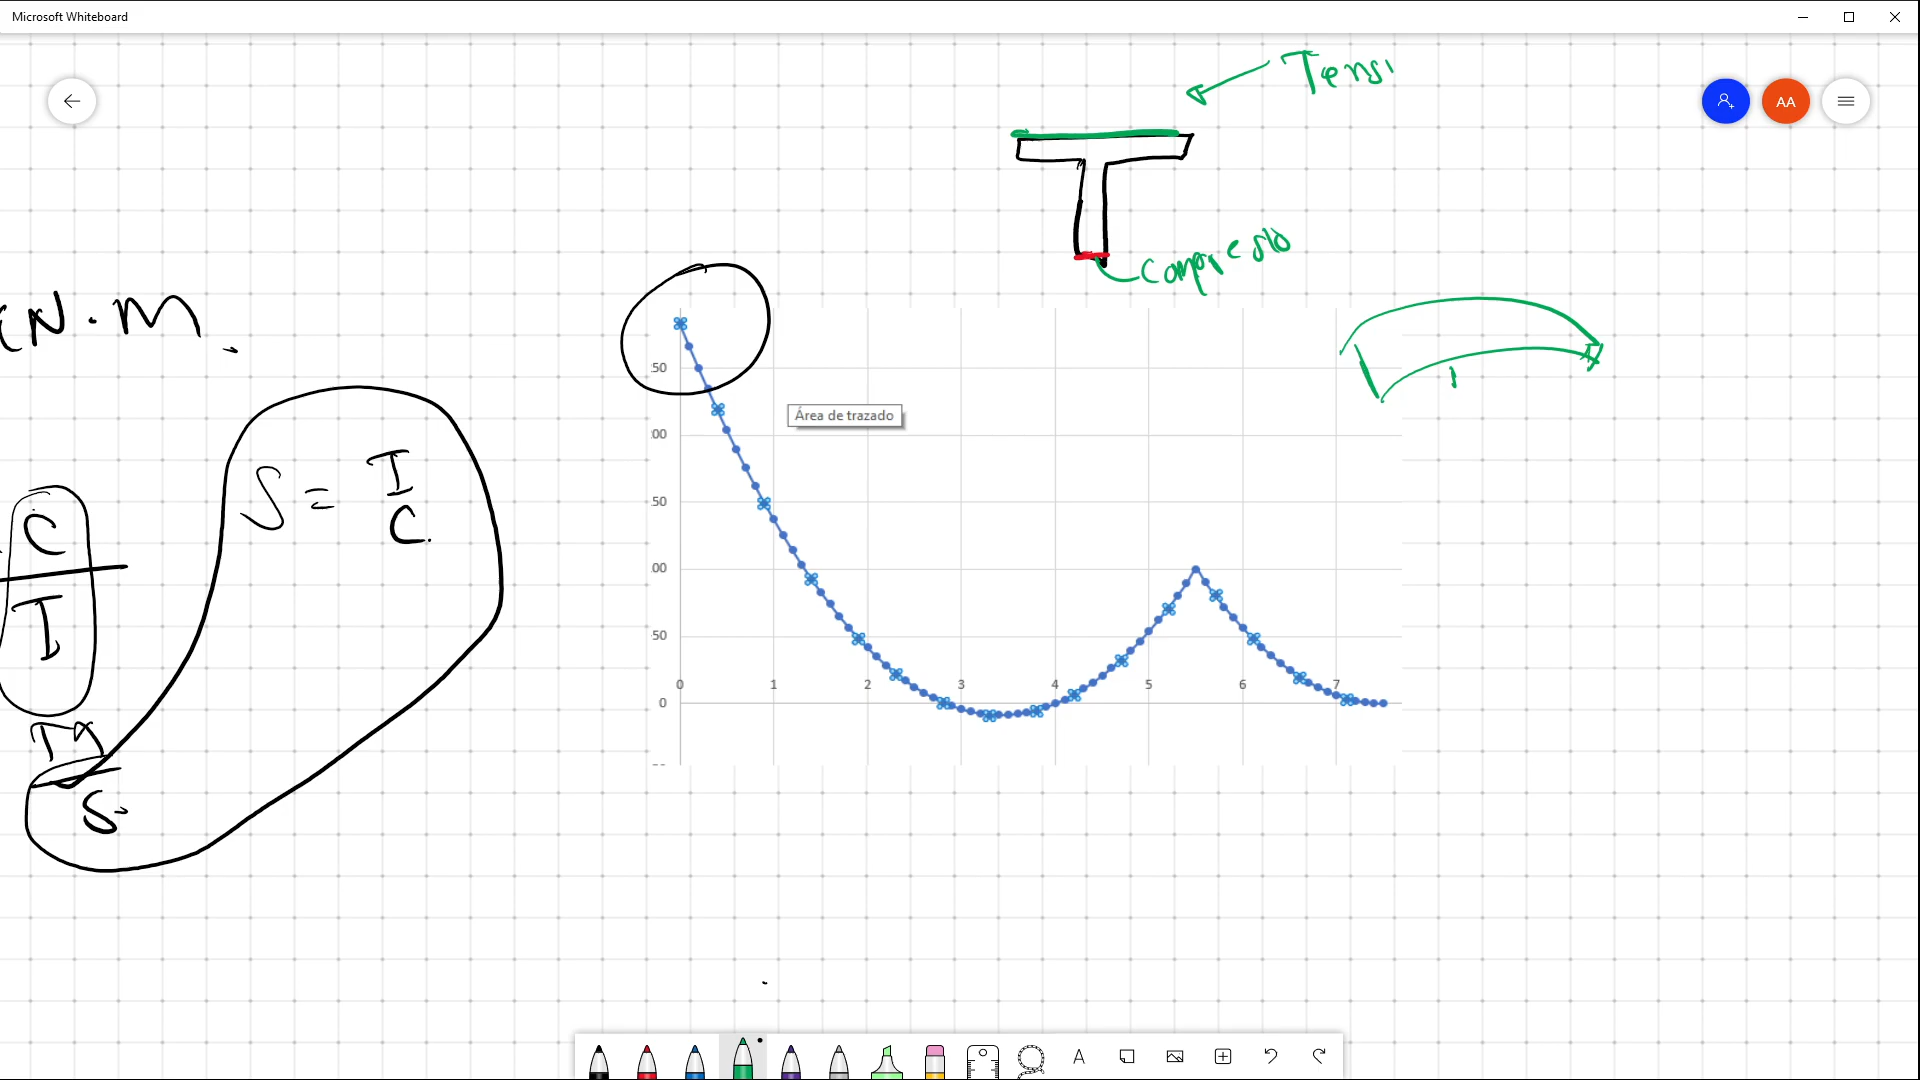 Microsoft Whiteboard
Tensi
AA
Compresio
N.M
S = I
C.
C
I
M
S
50
Área de trazado
00
50
00
50
0 1 2 3 4 5 6 7
0
A